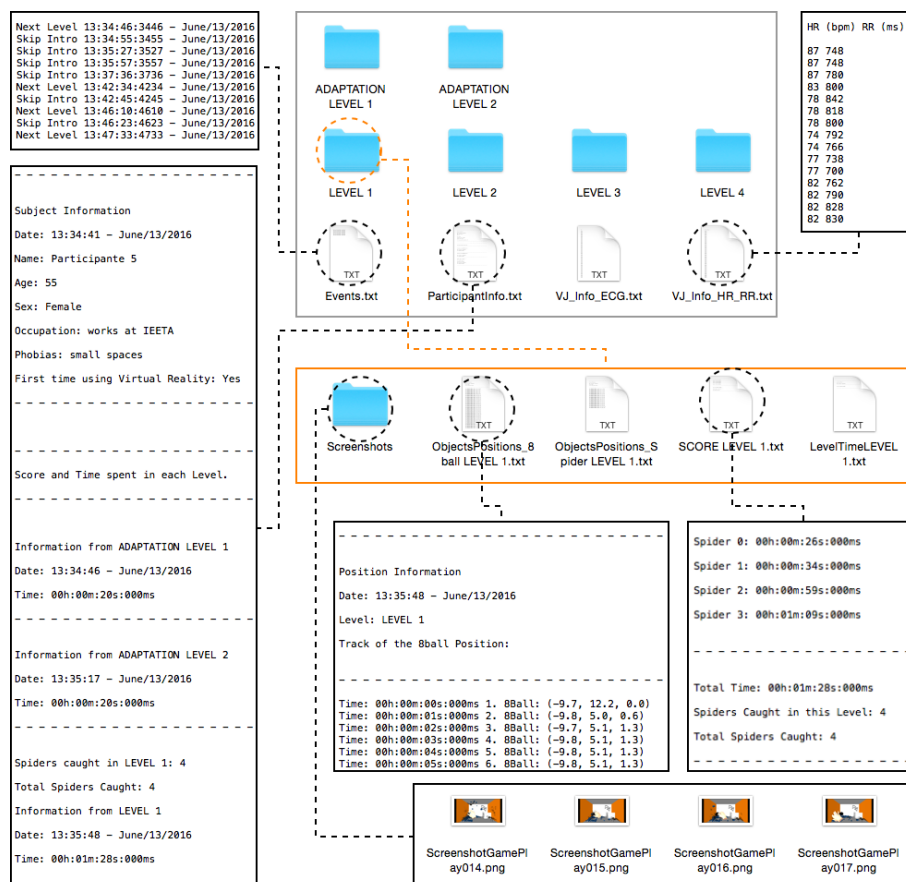 Next Level 13:34:46:3446 – June/13/2016
Skip Intro 13:34:55:3455 – June/13/2016
Skip Intro 13:35:27:3527 – June/13/2016
Skip Intro 13:35:57:3557 – June/13/2016
Skip Intro 13:37:36:3736 – June/13/2016
Next Level 13:42:34:4234 – June/13/2016
Skip Intro 13:42:45:4245 – June/13/2016
Next Level 13:46:10:4610 – June/13/2016
Skip Intro 13:46:23:4623 – June/13/2016
Next Level 13:47:33:4733 – June/13/2016
ADAPTATION
LEVEL 1
ADAPTATION
LEVEL 2
LEVEL 1
LEVEL 2
LEVEL 3
LEVEL 4
TXT
Events.txt
TXT
ParticipantInfo.txt
TXT
VJ_Info_ECG.txt
TXT
VJ_Info_HR_RR.txt
HR (bpm) RR (ms)
87 748
87 748
87 780
83 800
78 842
78 818
78 800
74 792
74 766
77 738
77 700
82 762
82 790
82 828
82 830
Subject Information
Date: 13:34:41 – June/13/2016
Name: Participante 5
Age: 55
Sex: Female
Occupation: works at IEETA
Phobias: small spaces
First time using Virtual Reality: Yes
Score and Time spent in each Level.
Information from ADAPTATION LEVEL 1
Date: 13:34:46 – June/13/2016
Time: 00h:00m:20s:000ms
Information from ADAPTATION LEVEL 2
Date: 13:35:17 – June/13/2016
Time: 00h:00m:20s:000ms
Spiders caught in LEVEL 1: 4
Total Spiders Caught: 4
Information from LEVEL 1
Date: 13:35:48 – June/13/2016
Time: 00h:01m:28s:000ms
Screenshots
TXT
ObjectsPositions_8
ball LEVEL 1.txt
TXT
ObjectsPositions_S
pider LEVEL 1.txt
TXT
SCORE LEVEL 1.txt
TXT
LevelTimeLEVEL
1.txt
Position Information
Date: 13:35:48 – June/13/2016
Level: LEVEL 1
Track of the 8ball Position:
Time: 00h:00m:00s:000ms 1. 8Ball: (-9.7, 12.2, 0.0)
Time: 00h:00m:01s:000ms 2. 8Ball: (-9.8, 5.0, 0.6)
Time: 00h:00m:02s:000ms 3. 8Ball: (-9.7, 5.1, 1.3)
Time: 00h:00m:03s:000ms 4. 8Ball: (-9.8, 5.1, 1.3)
Time: 00h:00m:04s:000ms 5. 8Ball: (-9.8, 5.1, 1.3)
Time: 00h:00m:05s:000ms 6. 8Ball: (-9.8, 5.1, 1.3)
Spider 0: 00h:00m:26s:000ms
Spider 1: 00h:00m:34s:000ms
Spider 2: 00h:00m:59s:000ms
Spider 3: 00h:01m:09s:000ms
Total Time: 00h:01m:28s:000ms
Spiders Caught in this Level: 4
Total Spiders Caught: 4
ScreenshotGamePl
ay014.png
ScreenshotGamePl
ay015.png
ScreenshotGamePl
ay016.png
ScreenshotGamePl
ay017.png